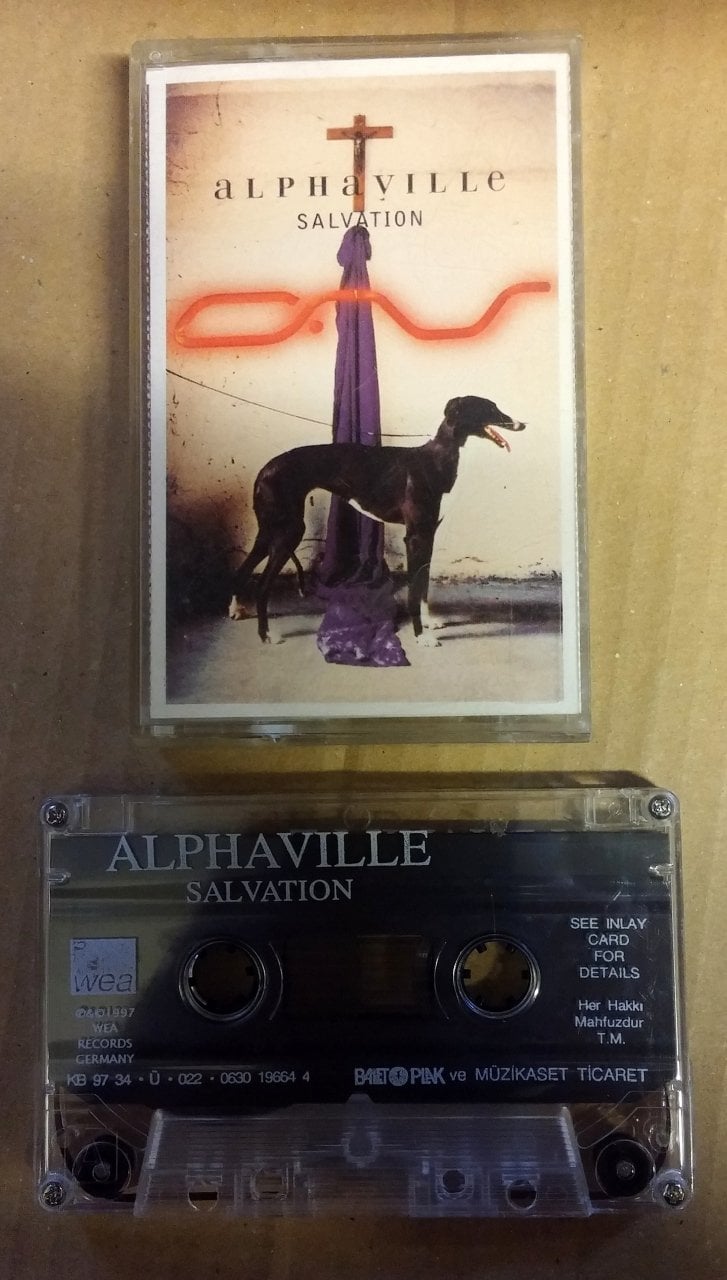 aLPHaVILLe
SALVATION
ALPHAVILLE
SALVATION
wea
℗&©1997
WEA
RECORDS
GERMANY
SEE INLAY
CARD
FOR
DETAILS
Her Hakkı
Mahfuzdur
T.M.
KB 97 34 • Ü • 022 • 0630 19664 4
BALET PLAK ve MÜZİKASET TİCARET